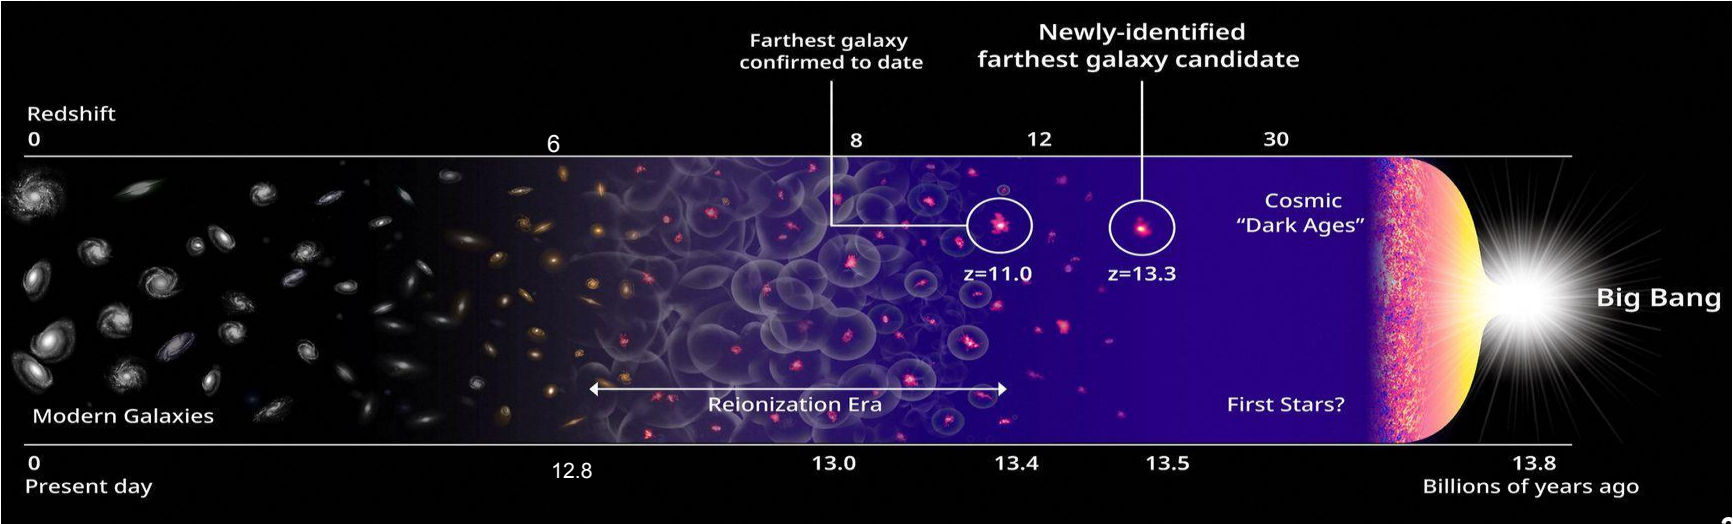 Farthest galaxy
confirmed to date
Newly-identified
farthest galaxy candidate
Redshift
0 6 8 12 30
Cosmic
“Dark Ages”
z=11.0 z=13.3
Big Bang
Reionization Era
First Stars?
Modern Galaxies
0 12.8 13.0 13.4 13.5 13.8
Present day
Billions of years ago